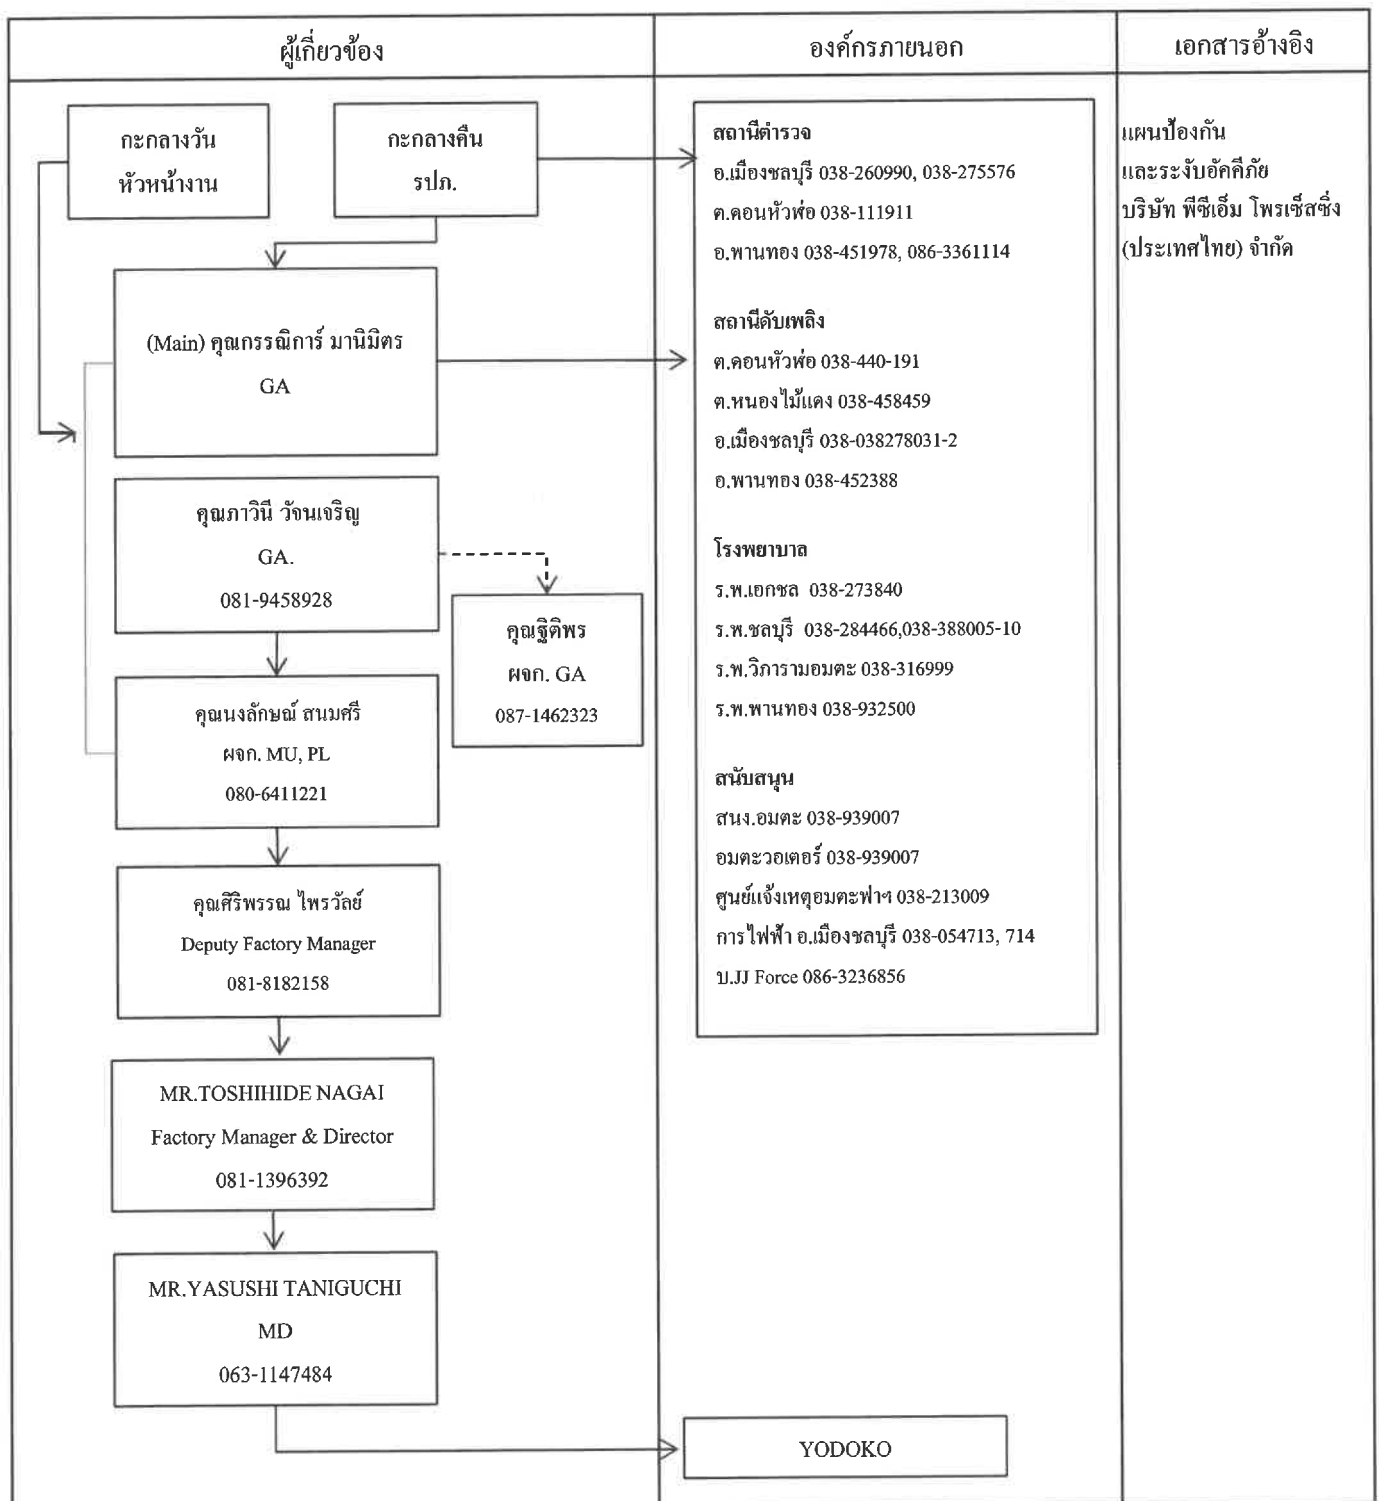 ผู้เกี่ยวข้อง
องค์กรภายนอก
เอกสารอ้างอิง
กะกลางวัน
หัวหน้างาน
กะกลางคืน
รปภ.
(Main) คุณกรรณิการ์ มานิมิตร
GA
คุณภาวินี วัจนเจริญ
GA.
081-9458928
คุณฐิติพร
ผจก. GA
087-1462323
คุณนงลักษณ์ สนมศรี
ผจก. MU, PL
080-6411221
คุณศิริพรรณ ไพรวัลย์
Deputy Factory Manager
081-8182158
MR.TOSHIHIDE NAGAI
Factory Manager & Director
081-1396392
MR.YASUSHI TANIGUCHI
MD
063-1147484
สถานีตำรวจ
อ.เมืองชลบุรี 038-260990, 038-275576
ต.ดอนหัวฬ่อ 038-111911
อ.พานทอง 038-451978, 086-3361114
สถานีดับเพลิง
ต.ดอนหัวฬ่อ 038-440-191
ต.หนองไม้แดง 038-458459
อ.เมืองชลบุรี 038-038278031-2
อ.พานทอง 038-452388
โรงพยาบาล
ร.พ.เอกชล 038-273840
ร.พ.ชลบุรี 038-284466,038-388005-10
ร.พ.วิภารามอมตะ 038-316999
ร.พ.พานทอง 038-932500
สนับสนุน
สนง.อมตะ 038-939007
อมตะวอเตอร์ 038-939007
ศูนย์แจ้งเหตุอมตะฟาฯ 038-213009
การไฟฟ้า อ.เมืองชลบุรี 038-054713, 714
บ.JJ Force 086-3236856
YODOKO
แผนป้องกัน
และระงับอัคคีภัย
บริษัท พีซีเอ็ม โพรเซ็สซิ่ง
(ประเทศไทย) จำกัด